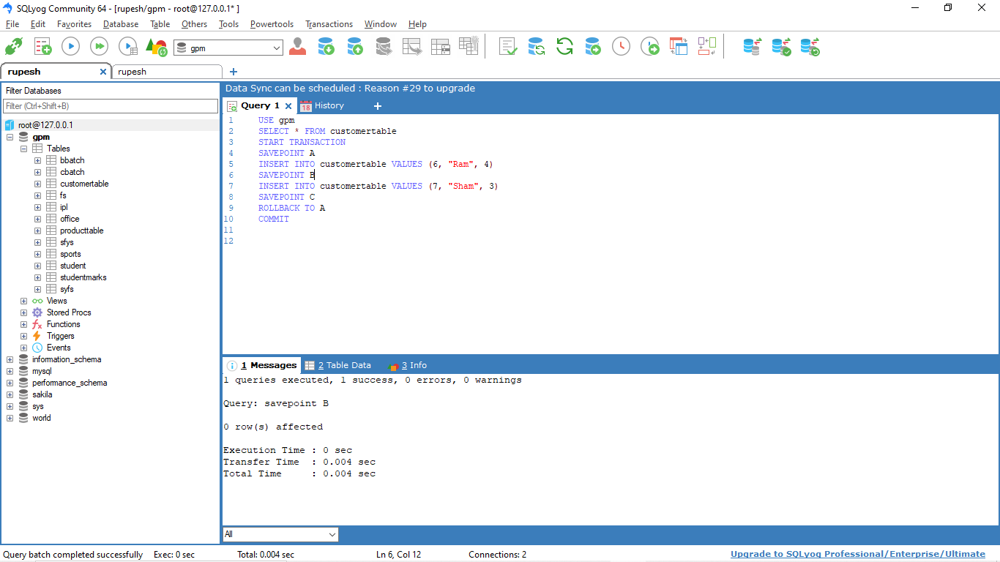 SQLyog Community 64 - [rupesh/gpm - root@127.0.0.1* ]
File Edit Favorites Database Table Others Tools Powertools Transactions Window Help
gpm
rupesh
rupesh
Filter Databases
Filter (Ctrl+Shift+B)
root@127.0.0.1
gpm
Tables
bbatch
cbatch
customertable
fs
ipl
office
producttable
sfys
sports
student
studentmarks
syfs
Views
Stored Procs
Functions
Triggers
Events
information_schema
mysql
performance_schema
sakila
sys
world
Data Sync can be scheduled : Reason #29 to upgrade
Query 1
18 History
1 USE gpm
2 SELECT * FROM customertable
3 START TRANSACTION
4 SAVEPOINT A
5 INSERT INTO customertable VALUES (6, "Ram", 4)
6 SAVEPOINT B
7 INSERT INTO customertable VALUES (7, "Sham", 3)
8 SAVEPOINT C
9 ROLLBACK TO A
10 COMMIT
11
12
1 Messages 2 Table Data 3 Info
1 queries executed, 1 success, 0 errors, 0 warnings
Query: savepoint B
0 row(s) affected
Execution Time : 0 sec
Transfer Time : 0.004 sec
Total Time : 0.004 sec
All
Query batch completed successfully Exec: 0 sec Total: 0.004 sec Ln 6, Col 12 Connections: 2 Upgrade to SQLyog Professional/Enterprise/Ultimate